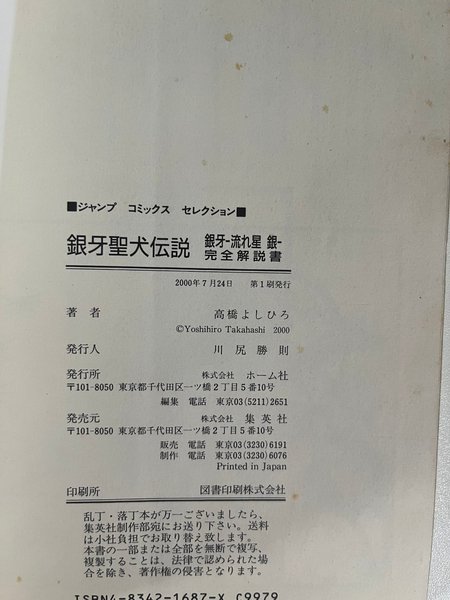 ■ジャンプ コミックス セレクション■
銀牙聖犬伝説 銀牙-流れ星 銀-
完全解説書
2000年7月24日 第1刷発行
著者 高橋よしひろ
©Yoshihiro Takahashi 2000
発行人 川尻勝則
発行所 株式会社 ホーム社
〒101-8050 東京都千代田区一ツ橋2丁目5番10号
編集 電話 東京03(5211)2651
発売元 株式会社 集英社
〒101-8050 東京都千代田区一ツ橋2丁目5番10号
販売 電話 東京03(3230)6191
制作 電話 東京03(3230)6076
Printed in Japan
印刷所 図書印刷株式会社
乱丁・落丁本が万一ございましたら、
集英社制作部宛にお送り下さい。送料
は小社負担でお取り替え致します。
本書の一部または全部を無断で複写、
複製することは、法律で認められた場
合を除き、著作権の侵害となります。
ISBN4-8342-1687-X C9979